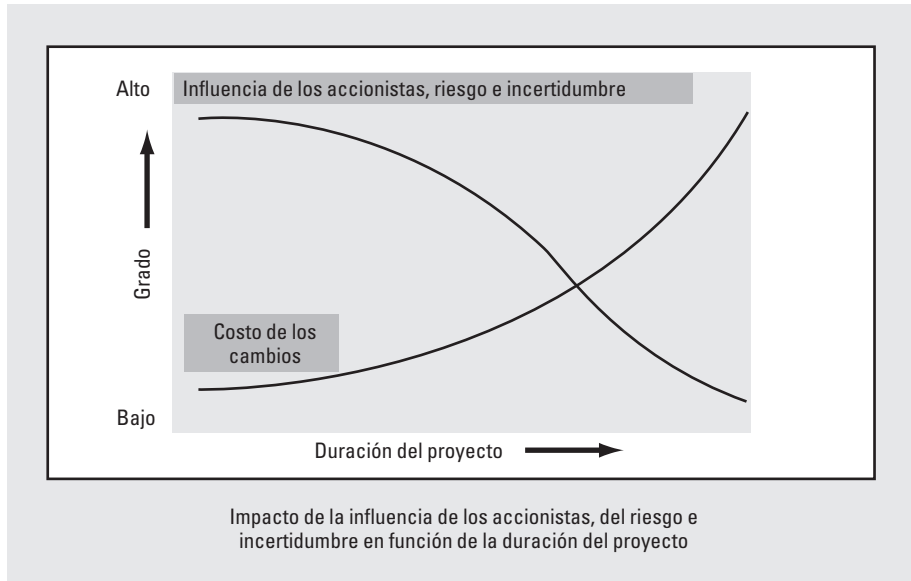 Alto
Influencia de los accionistas, riesgo e incertidumbre
Grado
Costo de los
cambios
Bajo
Duración del proyecto
Impacto de la influencia de los accionistas, del riesgo e
incertidumbre en función de la duración del proyecto